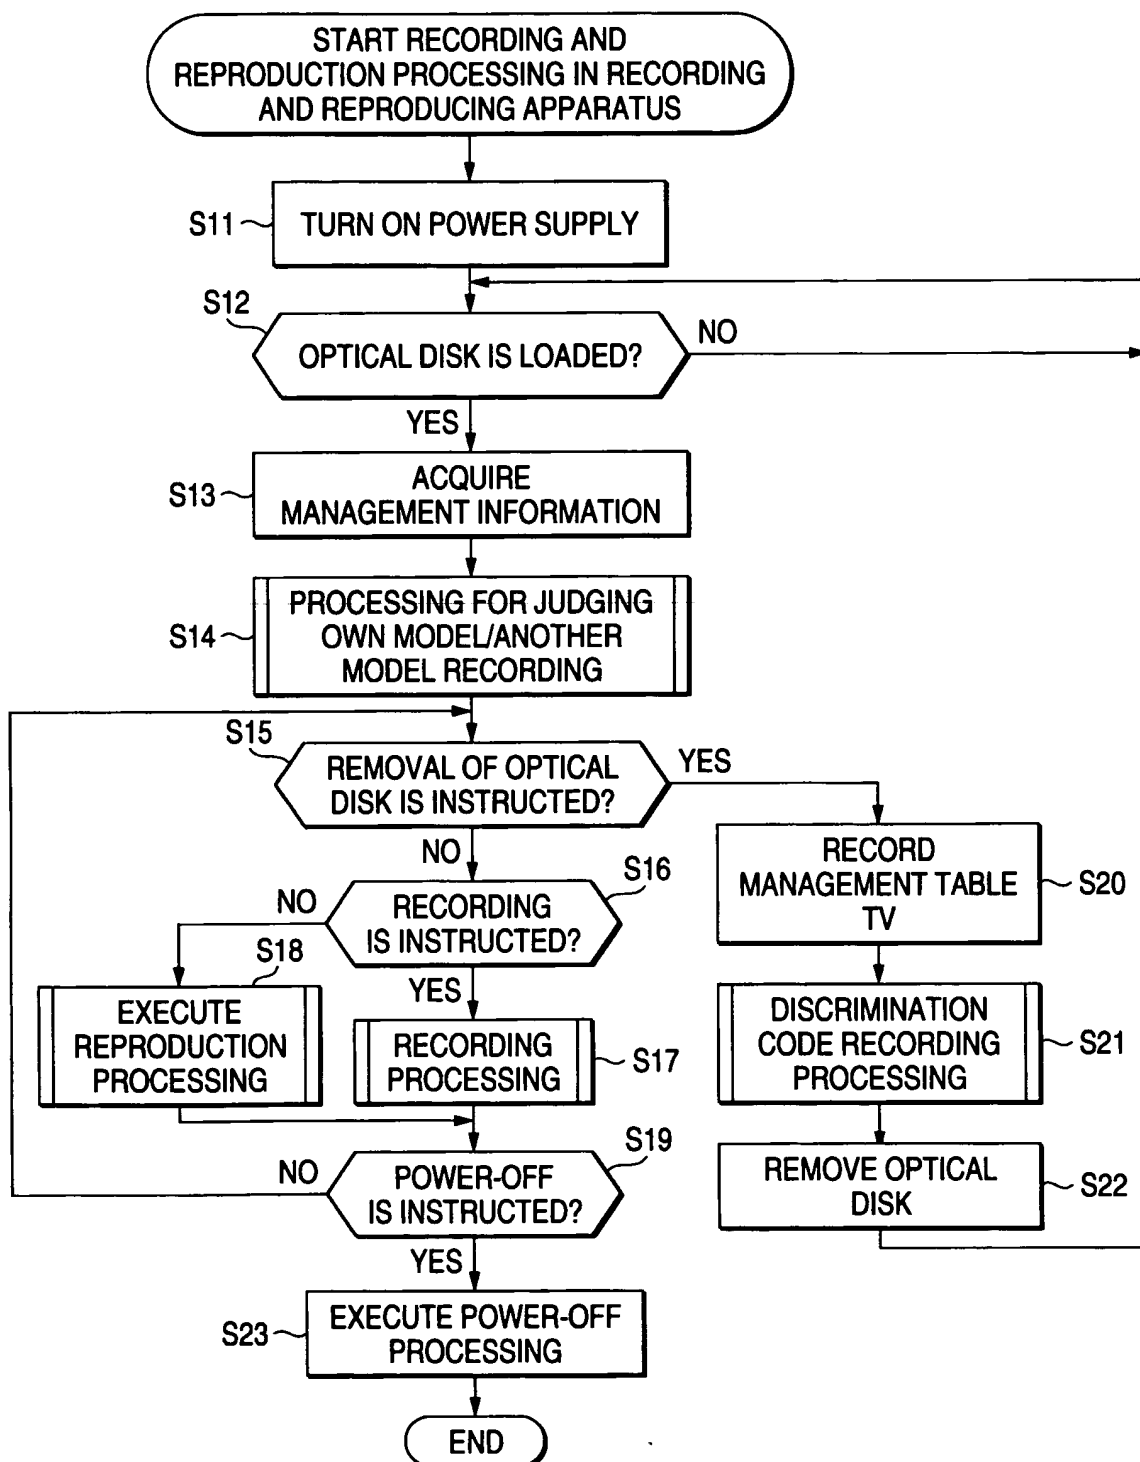 START RECORDING AND
REPRODUCTION PROCESSING IN RECORDING
AND REPRODUCING APPARATUS
S11
TURN ON POWER SUPPLY
S12
OPTICAL DISK IS LOADED?
NO
YES
S13
ACQUIRE
MANAGEMENT INFORMATION
S14
PROCESSING FOR JUDGING
OWN MODEL/ANOTHER
MODEL RECORDING
S15
REMOVAL OF OPTICAL
DISK IS INSTRUCTED?
YES
NO
S16
RECORDING
IS INSTRUCTED?
NO
YES
S18
EXECUTE
REPRODUCTION
PROCESSING
RECORDING
PROCESSING
S17
S19
POWER-OFF
IS INSTRUCTED?
NO
YES
S23
EXECUTE POWER-OFF
PROCESSING
END
RECORD
MANAGEMENT TABLE
TV
S20
DISCRIMINATION
CODE RECORDING
PROCESSING
S21
REMOVE OPTICAL
DISK
S22